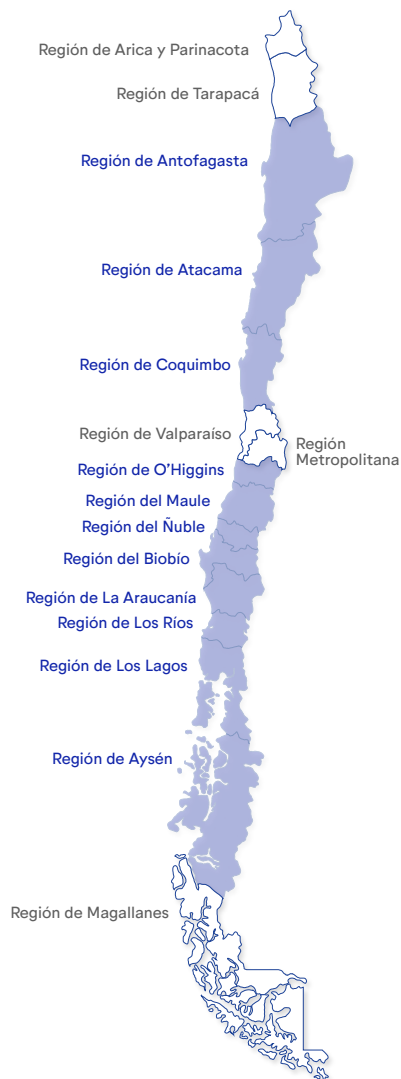 Región de Arica y Parinacota
Región de Tarapacá
Región de Antofagasta
Región de Atacama
Región de Coquimbo
Región de Valparaíso
Región
Metropolitana
Región de O'Higgins
Región del Maule
Región del Ñuble
Región del Biobío
Región de La Araucanía
Región de Los Ríos
Región de Los Lagos
Región de Aysén
Región de Magallanes